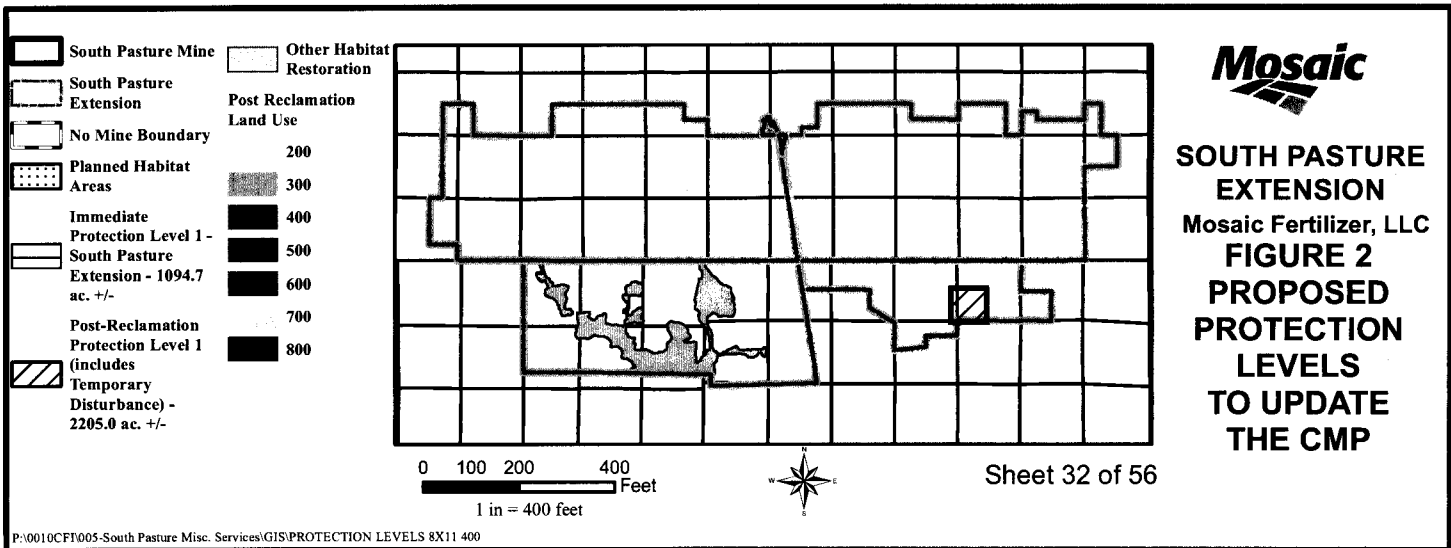 South Pasture Mine
South Pasture
Extension
No Mine Boundary
Planned Habitat
Areas
Immediate
Protection Level 1 -
South Pasture
Extension - 1094.7
ac. +/-
Post-Reclamation
Protection Level 1
(includes
Temporary
Disturbance) -
2205.0 ac. +/-
Other Habitat
Restoration
Post Reclamation
Land Use
200
300
400
500
600
700
800
0 100 200 400
Feet
1 in = 400 feet
N
W E
S
Sheet 32 of 56
Mosaic
SOUTH PASTURE
EXTENSION
Mosaic Fertilizer, LLC
FIGURE 2
PROPOSED
PROTECTION
LEVELS
TO UPDATE
THE CMP
P:\0010CFI\005-South Pasture Misc. Services\GIS\PROTECTION LEVELS 8X11 400